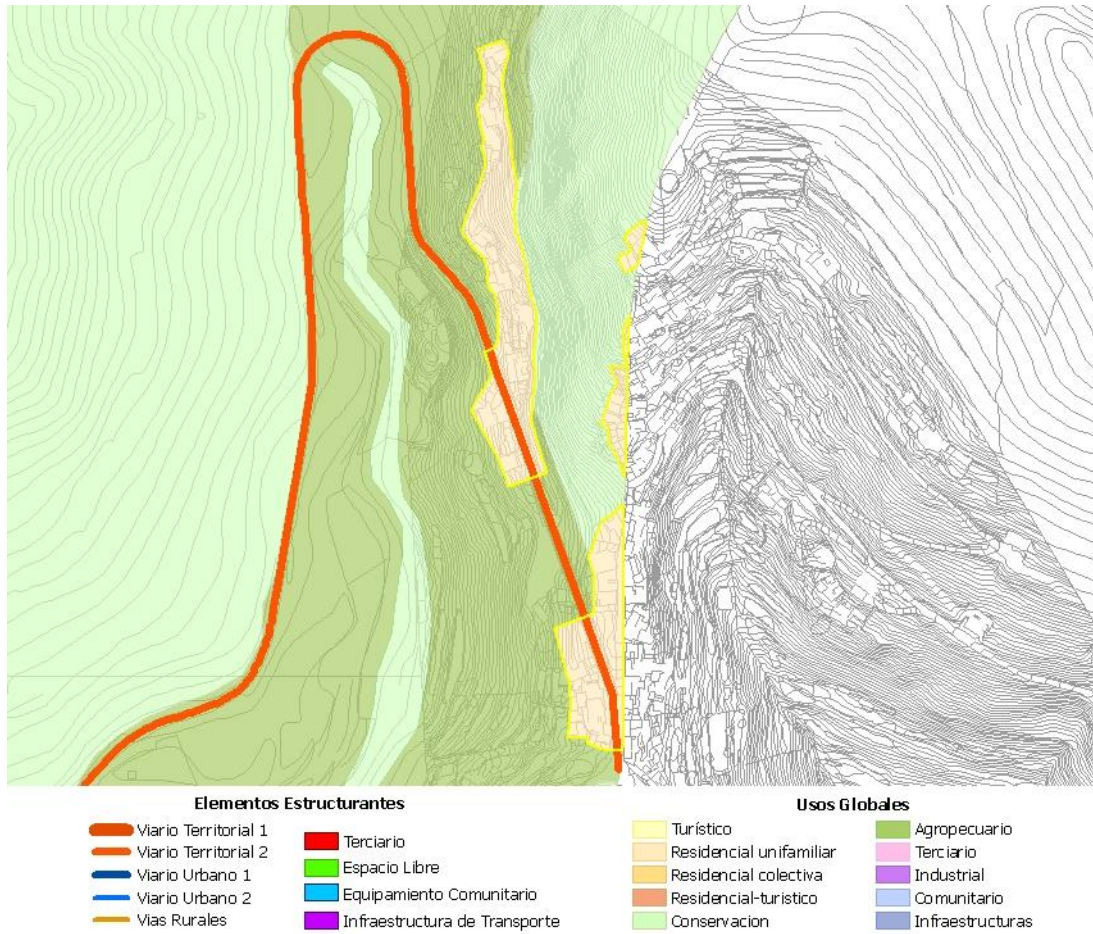 Elementos Estructurantes
Viario Territorial 1
Viario Territorial 2
Viario Urbano 1
Viario Urbano 2
Vias Rurales
Terciario
Espacio Libre
Equipamiento Comunitario
Infraestructura de Transporte
Usos Globales
Turístico
Residencial unifamiliar
Residencial colectiva
Residencial-turistico
Conservacion
Agropecuario
Terciario
Industrial
Comunitario
Infraestructuras